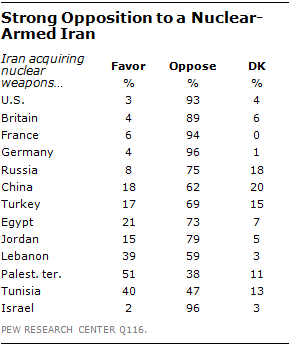 Strong Opposition to a Nuclear-
Armed Iran
Iran acquiring
nuclear
weapons… Favor Oppose DK
% % %
U.S. 3 93 4
Britain 4 89 6
France 6 94 0
Germany 4 96 1
Russia 8 75 18
China 18 62 20
Turkey 17 69 15
Egypt 21 73 7
Jordan 15 79 5
Lebanon 39 59 3
Palest. ter. 51 38 11
Tunisia 40 47 13
Israel 2 96 3
PEW RESEARCH CENTER Q116.